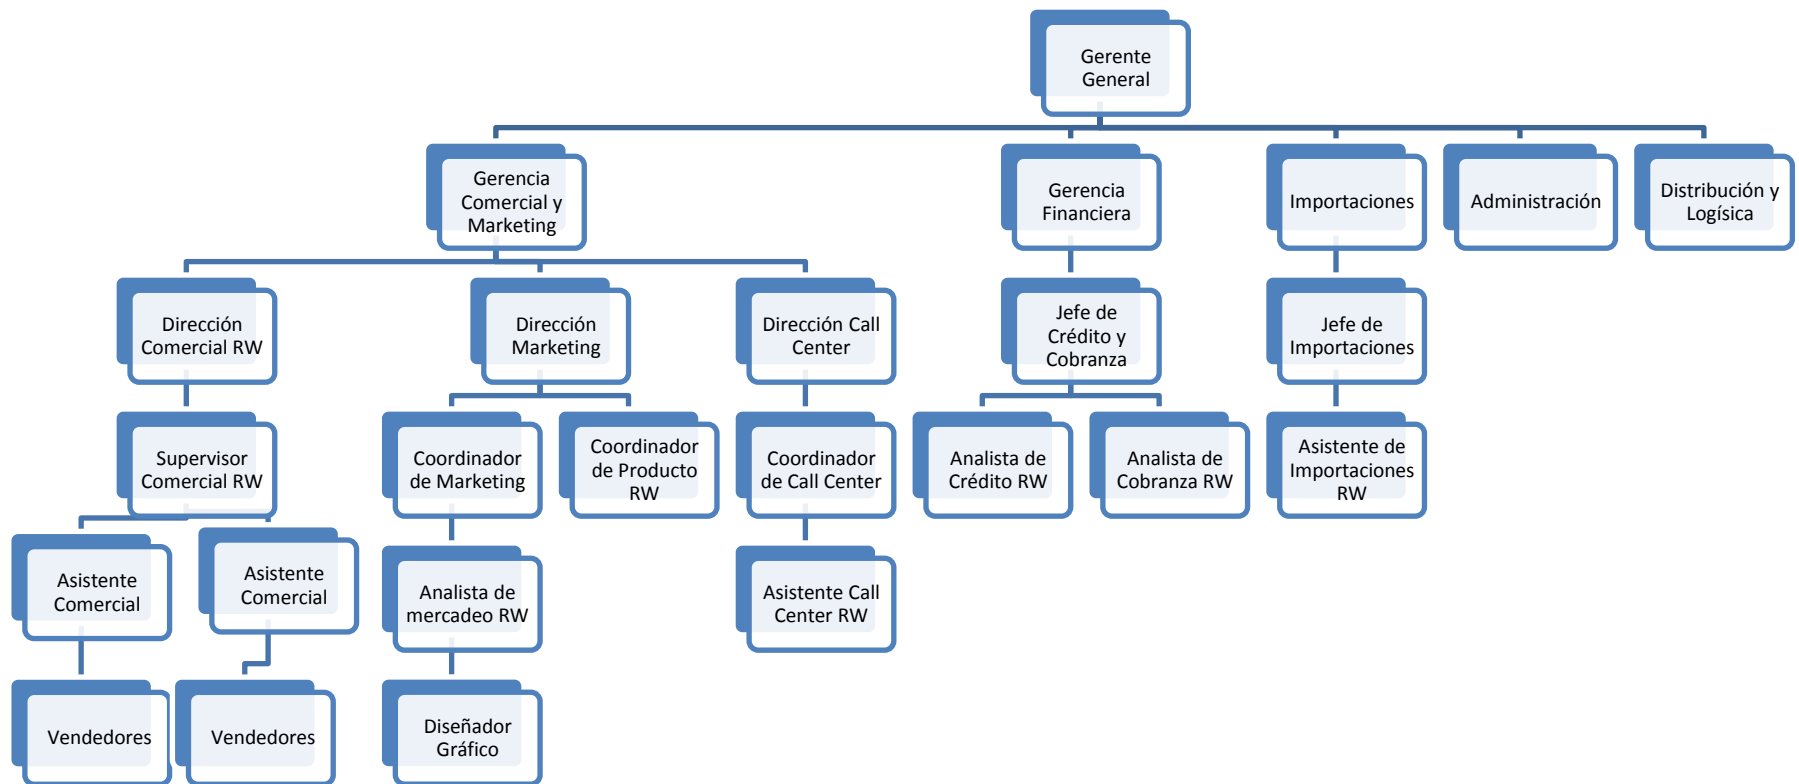 Gerente
General
Gerencia
Comercial y
Marketing
Gerencia
Financiera
Importaciones
Administración
Distribución y
Logísica
Dirección
Comercial RW
Dirección
Marketing
Dirección Call
Center
Jefe de
Crédito y
Cobranza
Jefe de
Importaciones
Supervisor
Comercial RW
Coordinador
de Marketing
Coordinador
de Producto
RW
Coordinador
de Call Center
Analista de
Crédito RW
Analista de
Cobranza RW
Asistente de
Importaciones
RW
Asistente
Comercial
Asistente
Comercial
Analista de
mercadeo RW
Asistente Call
Center RW
Vendedores
Vendedores
Diseñador
Gráfico